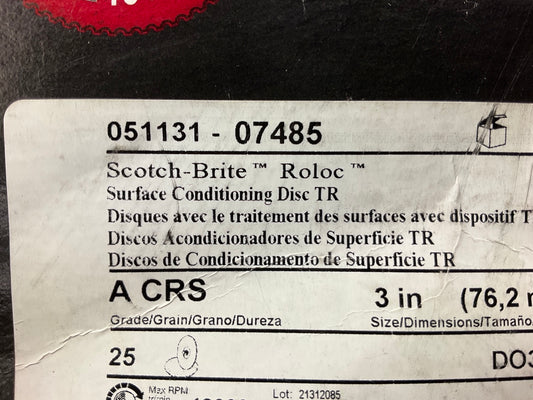 051131 - 07485
Scotch-Brite™ Roloc™
Surface Conditioning Disc TR
Disques avec le traitement des surfaces avec dispositif T
Discos Acondicionadores de Superficie TR
Discos de Condicionamento de Superfície TR
A CRS 3 in (76,2
Grade/Grain/Grano/Dureza Size/Dimensions/Tamaño
25 DO3
Max RPM
Lot: 21312085